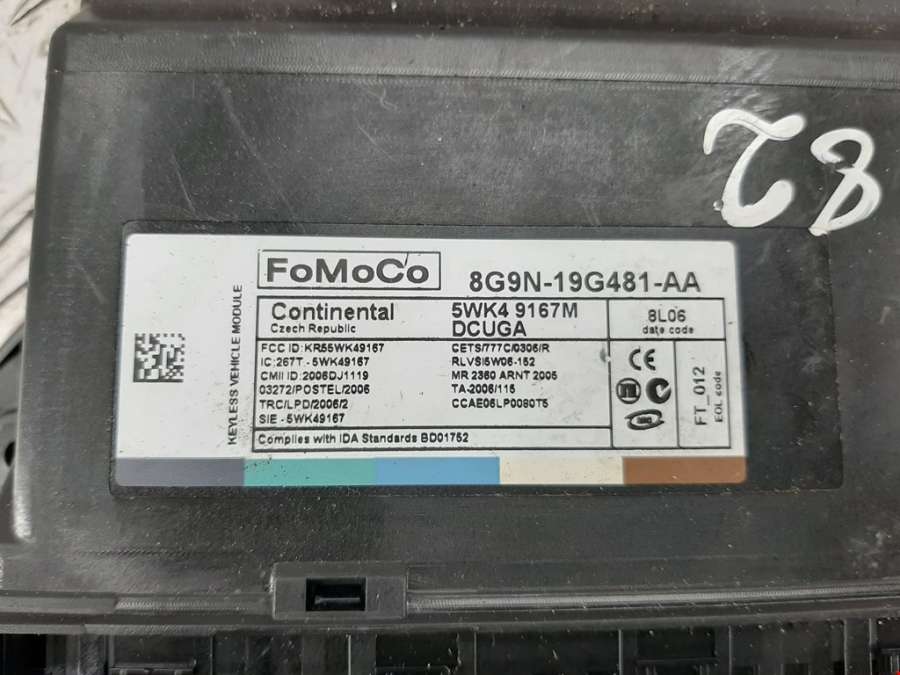 82
FoMoCo
8G9N-19G481-AA
KEYLESS VEHICLE MODULE
Continental
Czech Republic
5WK4 9167M
DCUGA
8L06
date code
FCC ID: KR55WK49167
IC:267T - 5WK49167
CMII ID:2006DJ1119
03272/POSTEL/2006
TRC/LPD/2006/2
SIE - 5WK49167
CETS/777C/0306/R
RLVSI5W06-152
MR 2360 ARNT 2005
TA-2006/115
CCAE06LP0080T5
CE
FT_012
EOL code
Complies with IDA Standards BD01752